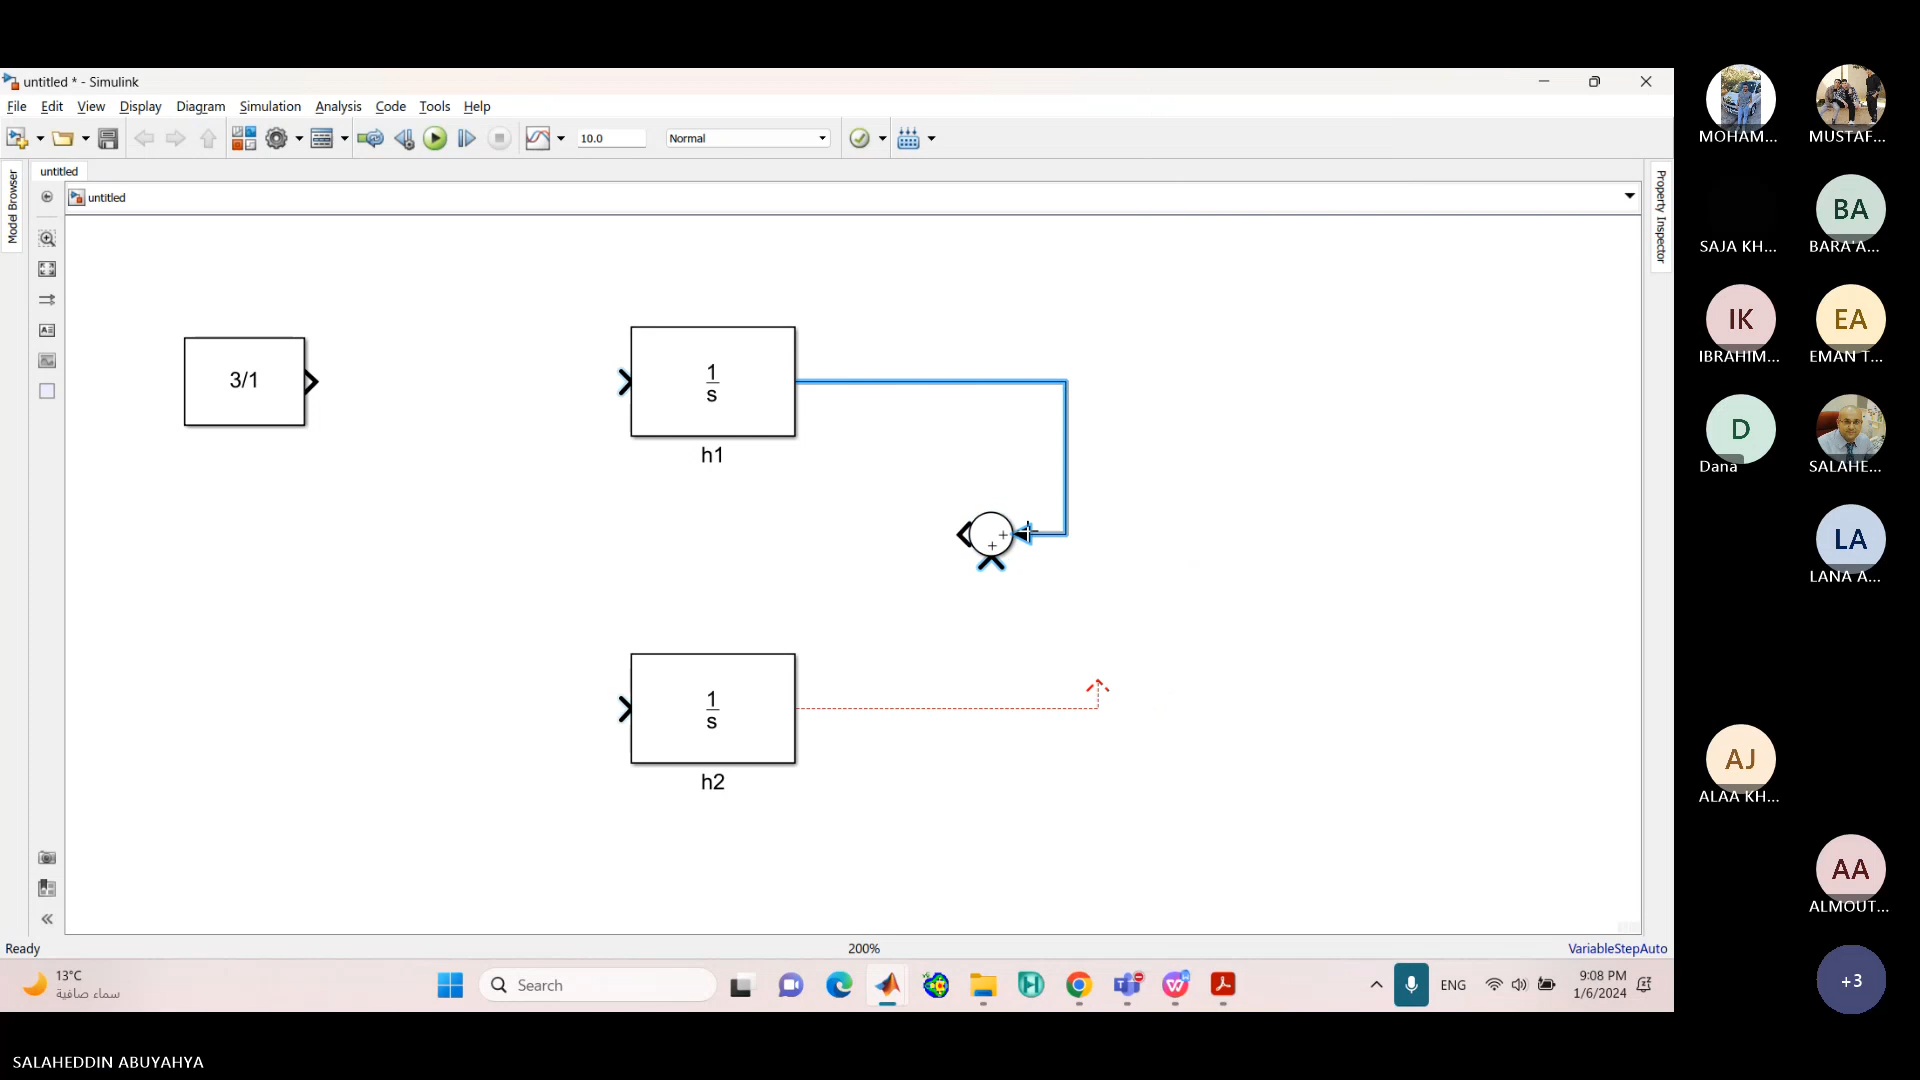 untitled * - Simulink
File Edit View Display Diagram Simulation Analysis Code Tools Help
10.0 Normal
untitled
untitled
Model Browser
Property Inspector
3/1
1
s
h1
+
+
1
s
h2
Ready 200% VariableStepAuto
13°C
سماء صافية
Search
ENG
9:08 PM
1/6/2024
MOHAM... MUSTAF...
BA
SAJA KH... BARA'A...
IK EA
IBRAHIM... EMAN T...
D
Dana SALAHE...
LA
LANA A...
AJ
ALAA KH...
AA
ALMOUT...
+3
SALAHEDDIN ABUYAHYA